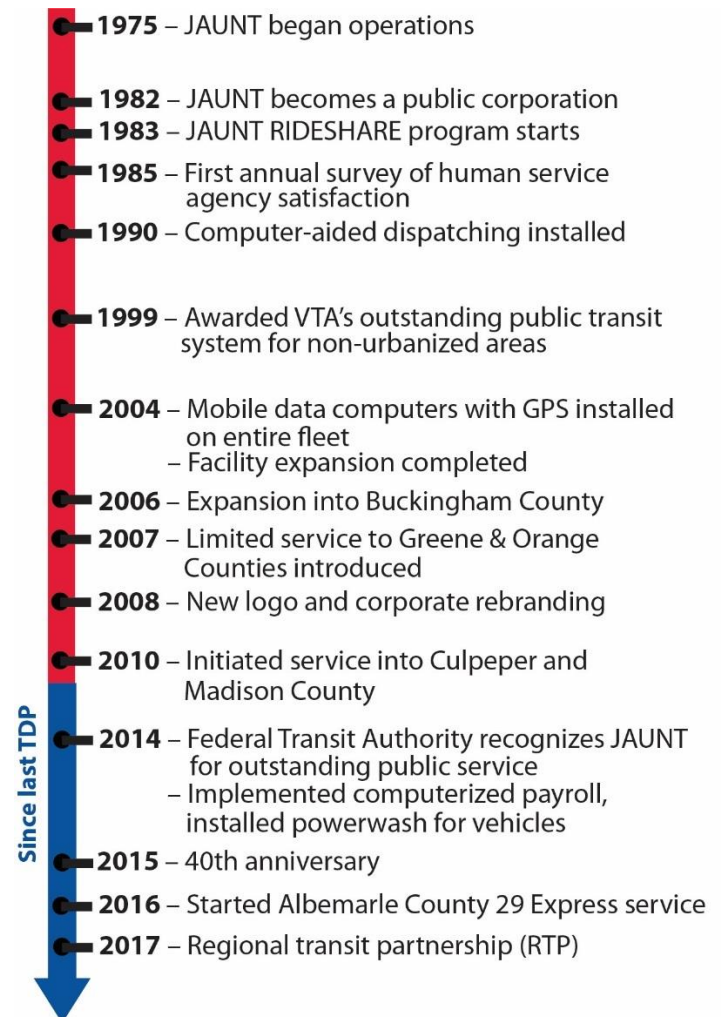 1975 – JAUNT began operations
1982 – JAUNT becomes a public corporation
1983 – JAUNT RIDESHARE program starts
1985 – First annual survey of human service
agency satisfaction
1990 – Computer-aided dispatching installed
1999 – Awarded VTA's outstanding public transit
system for non-urbanized areas
2004 – Mobile data computers with GPS installed
on entire fleet
– Facility expansion completed
2006 – Expansion into Buckingham County
2007 – Limited service to Greene & Orange
Counties introduced
2008 – New logo and corporate rebranding
2010 – Initiated service into Culpeper and
Madison County
Since last TDP
2014 – Federal Transit Authority recognizes JAUNT
for outstanding public service
– Implemented computerized payroll,
installed powerwash for vehicles
2015 – 40th anniversary
2016 – Started Albemarle County 29 Express service
2017 – Regional transit partnership (RTP)